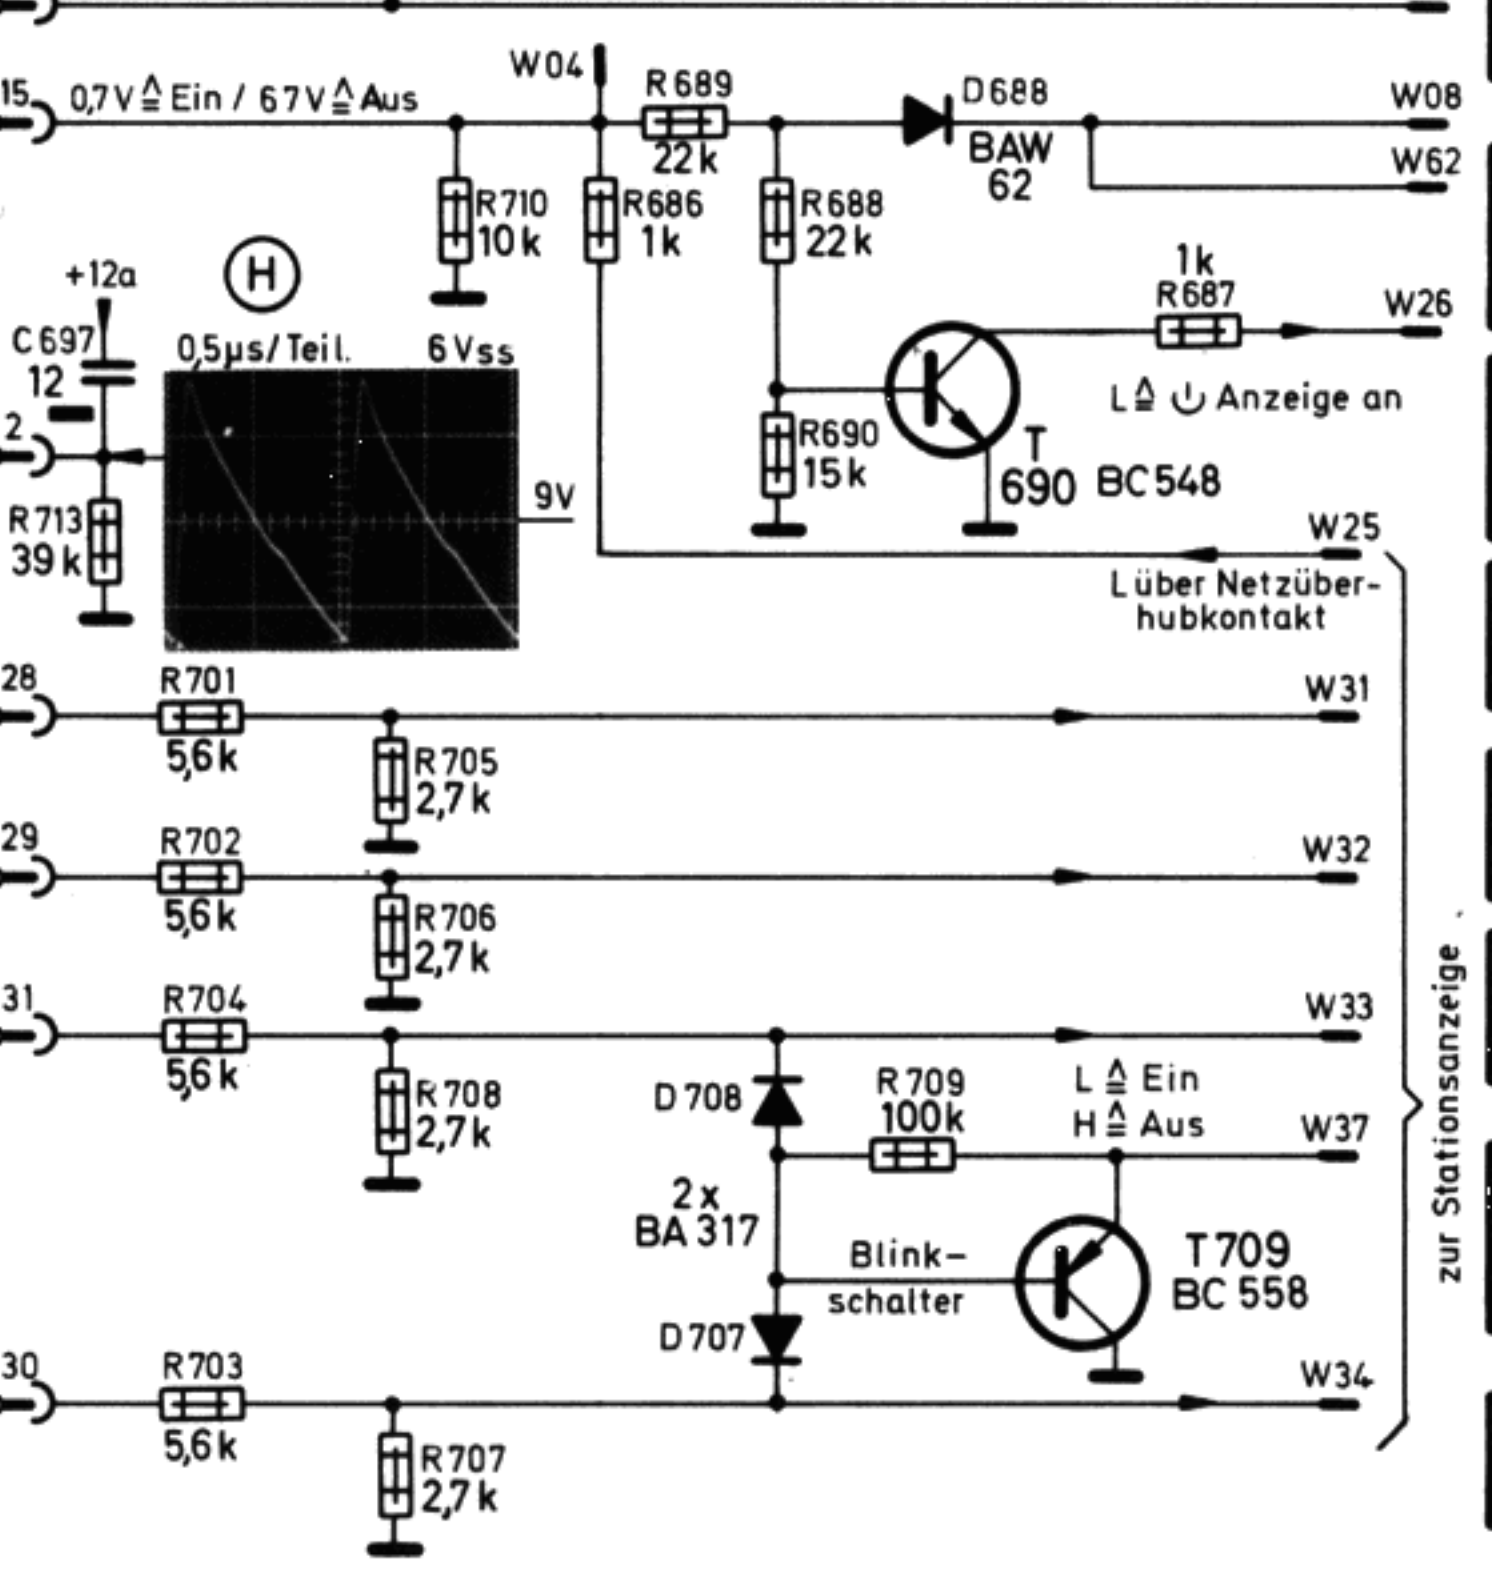 15
0,7V≙Ein / 67V≙Aus
W04
R689
22k
D688
BAW
62
W08
W62
R710
10k
R686
1k
R688
22k
+12a
H
C697
12
0,5µs/Teil.
6Vss
1k
R687
W26
L≙ ⏻ Anzeige an
2
R713
39k
9V
R690
15k
T
690
BC548
W25
L über Netzüber-
hubkontakt
28
R701
5,6k
R705
2,7k
W31
29
R702
5,6k
R706
2,7k
W32
31
R704
5,6k
R708
2,7k
W33
D708
R709
100k
L ≙ Ein
H ≙ Aus
W37
2x
BA317
Blink-
schalter
T709
BC 558
D707
30
R703
5,6k
R707
2,7k
W34
zur Stationsanzeige